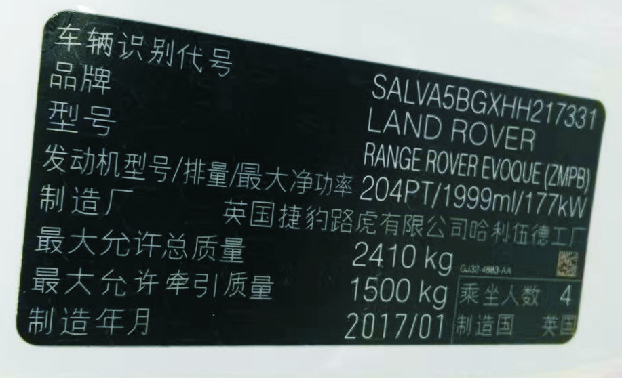 车辆识别代号 SALVA5BGXHH217331
品牌 LAND ROVER
型号 RANGE ROVER EVOQUE (ZMPB)
发动机型号/排量/最大净功率 204PT/1999ml/177kW
制造厂 英国捷豹路虎有限公司哈利伍德工厂
最大允许总质量 2410 kg GJ32-4883-AA
最大允许牵引质量 1500 kg 乘坐人数 4
制造年月 2017/01 制造国 英国